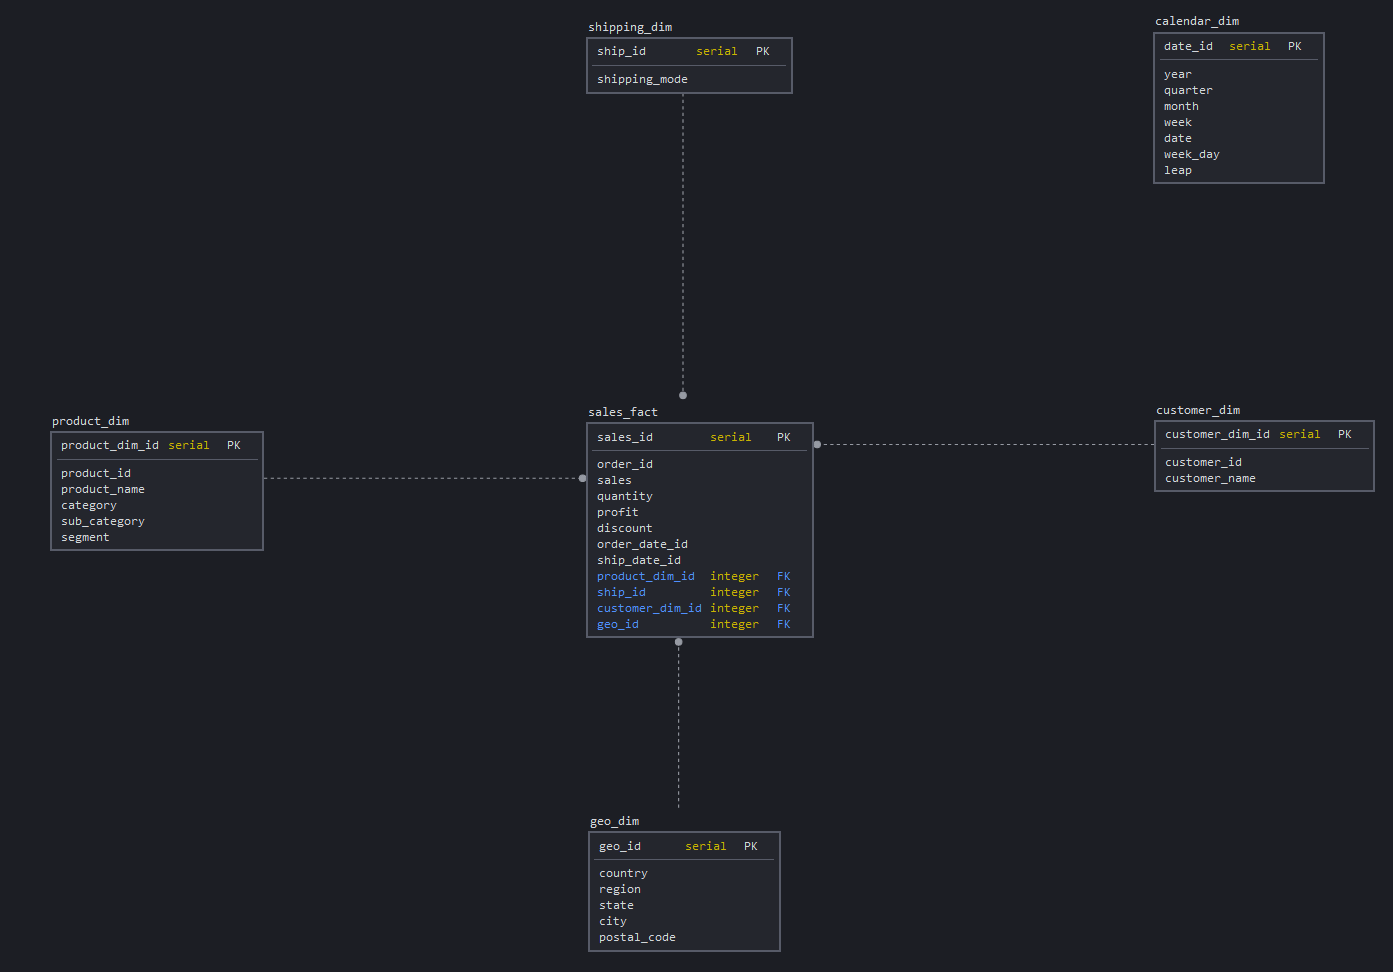 shipping_dim
ship_id serial PK
shipping_mode
calendar_dim
date_id serial PK
year
quarter
month
week
date
week_day
leap
product_dim
product_dim_id serial PK
product_id
product_name
category
sub_category
segment
sales_fact
sales_id serial PK
order_id
sales
quantity
profit
discount
order_date_id
ship_date_id
product_dim_id integer FK
ship_id integer FK
customer_dim_id integer FK
geo_id integer FK
customer_dim
customer_dim_id serial PK
customer_id
customer_name
geo_dim
geo_id serial PK
country
region
state
city
postal_code